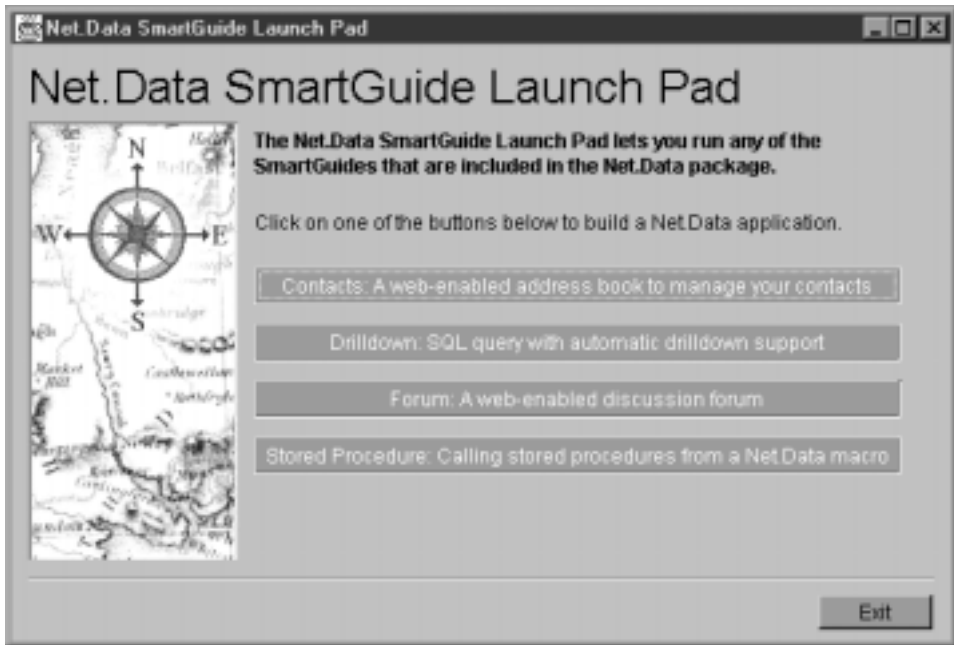 Net.Data SmartGuide Launch Pad
Net.Data SmartGuide Launch Pad
The Net.Data SmartGuide Launch Pad lets you run any of the
SmartGuides that are included in the Net.Data package.
Click on one of the buttons below to build a Net.Data application.
N
W
E
S
Market
Hill
Contacts: A web-enabled address book to manage your contacts
Drilldown: SQL query with automatic drilldown support
Forum: A web-enabled discussion forum
Stored Procedure: Calling stored procedures from a Net.Data macro
Exit